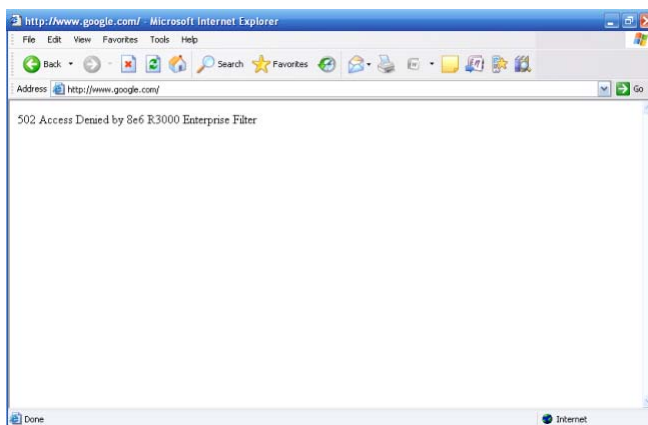 http://www.google.com/ - Microsoft Internet Explorer
File Edit View Favorites Tools Help
Back Search Favorites
Address http://www.google.com/ Go
502 Access Denied by 8e6 R3000 Enterprise Filter
Done Internet